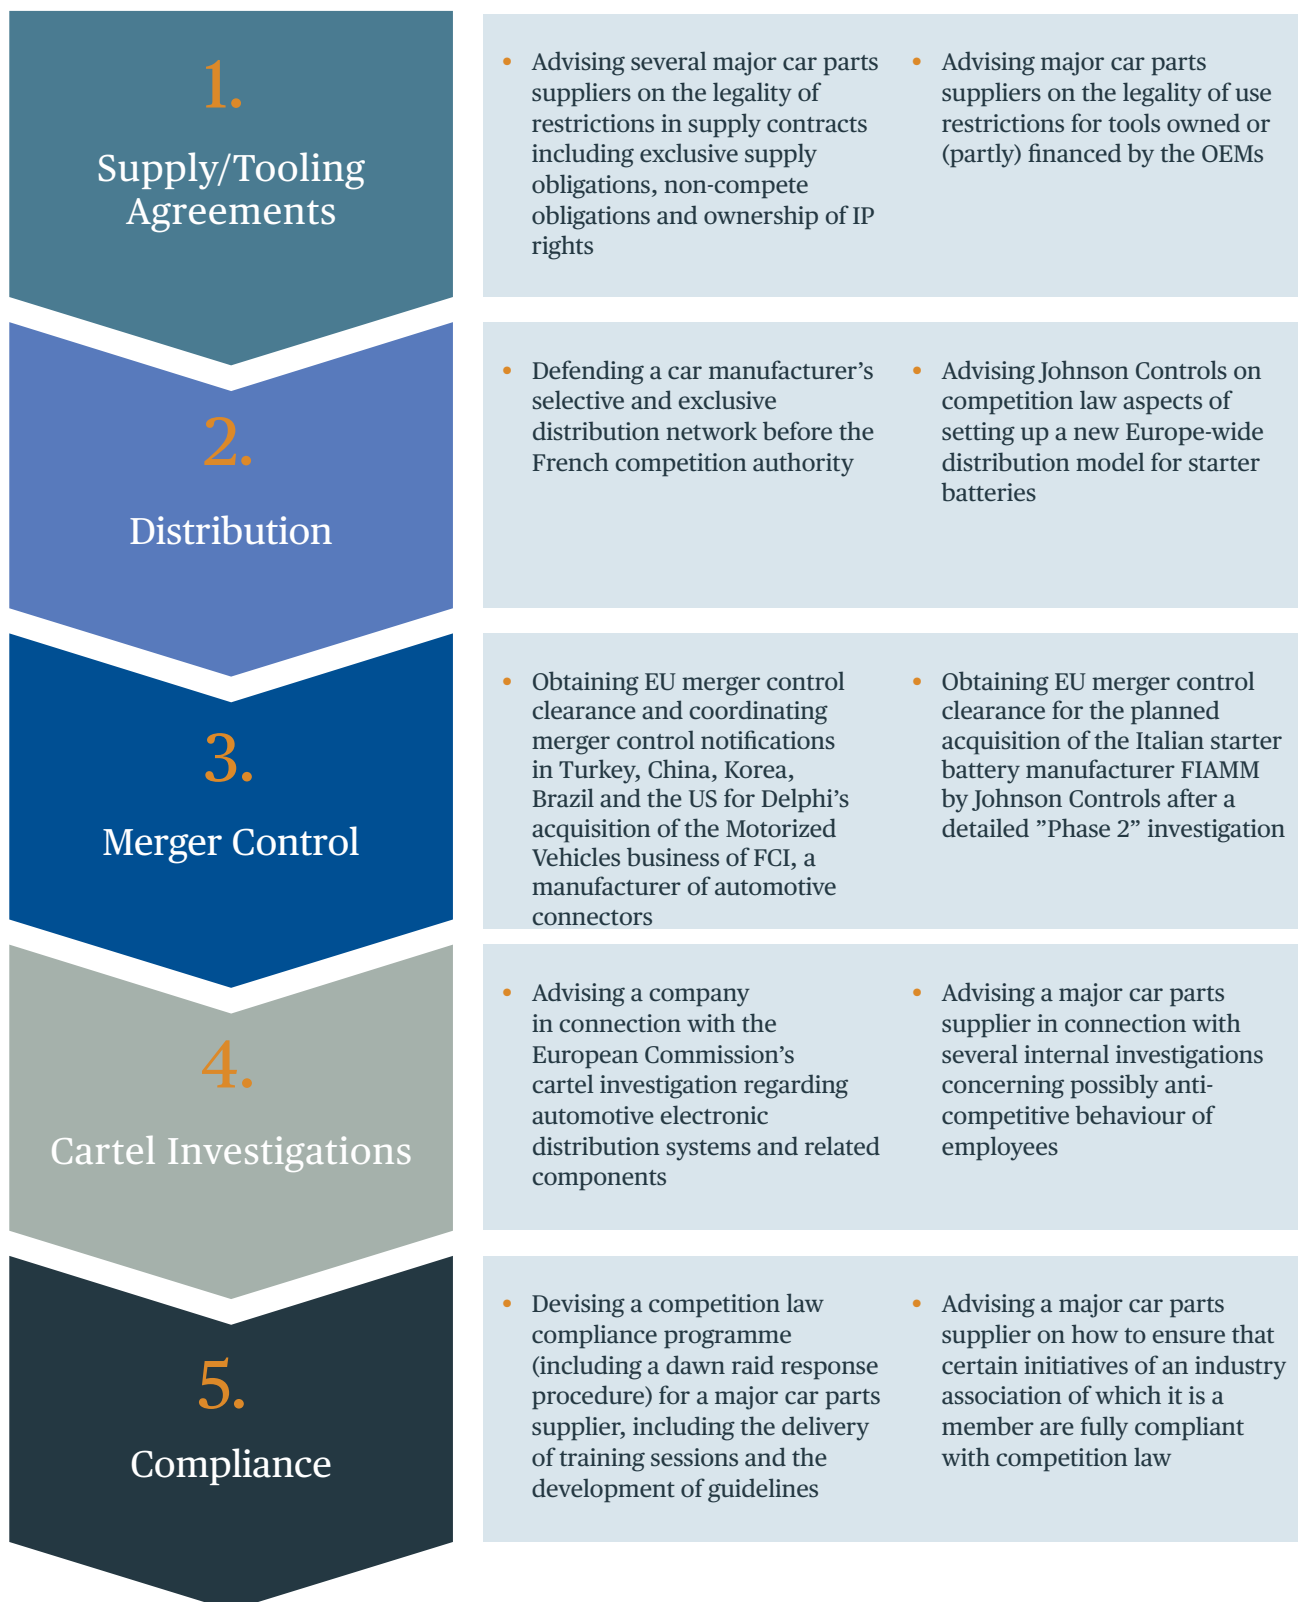 1.
Supply/Tooling
Agreements
• Advising several major car parts
suppliers on the legality of
restrictions in supply contracts
including exclusive supply
obligations, non-compete
obligations and ownership of IP
rights
• Advising major car parts
suppliers on the legality of use
restrictions for tools owned or
(partly) financed by the OEMs
2.
Distribution
• Defending a car manufacturer’s
selective and exclusive
distribution network before the
French competition authority
• Advising Johnson Controls on
competition law aspects of
setting up a new Europe-wide
distribution model for starter
batteries
3.
Merger Control
• Obtaining EU merger control
clearance and coordinating
merger control notifications
in Turkey, China, Korea,
Brazil and the US for Delphi’s
acquisition of the Motorized
Vehicles business of FCI, a
manufacturer of automotive
connectors
• Obtaining EU merger control
clearance for the planned
acquisition of the Italian starter
battery manufacturer FIAMM
by Johnson Controls after a
detailed ”Phase 2” investigation
4.
Cartel Investigations
• Advising a company
in connection with the
European Commission’s
cartel investigation regarding
automotive electronic
distribution systems and related
components
• Advising a major car parts
supplier in connection with
several internal investigations
concerning possibly anti-
competitive behaviour of
employees
5.
Compliance
• Devising a competition law
compliance programme
(including a dawn raid response
procedure) for a major car parts
supplier, including the delivery
of training sessions and the
development of guidelines
• Advising a major car parts
supplier on how to ensure that
certain initiatives of an industry
association of which it is a
member are fully compliant
with competition law